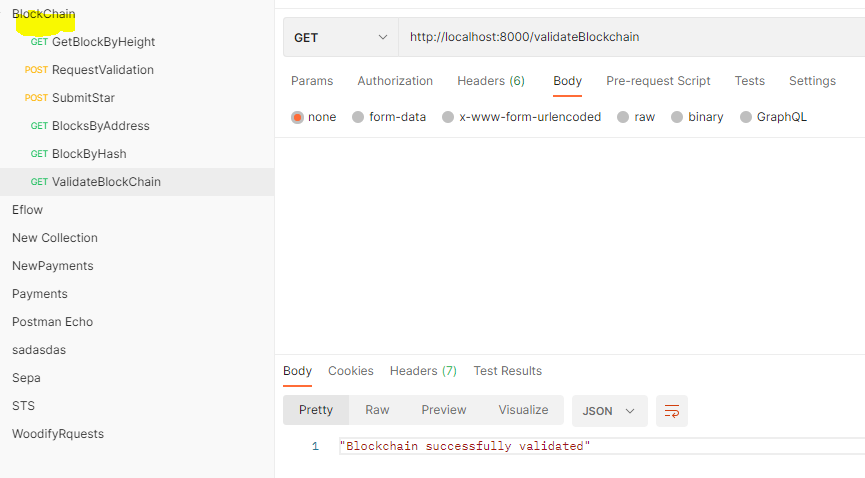 BlockChain
GET GetBlockByHeight
POST RequestValidation
POST SubmitStar
GET BlocksByAddress
GET BlockByHash
GET ValidateBlockChain
Eflow
New Collection
NewPayments
Payments
Postman Echo
sadasdas
Sepa
STS
WoodifyRquests
GET http://localhost:8000/validateBlockchain
Params Authorization Headers (6) Body Pre-request Script Tests Settings
none form-data x-www-form-urlencoded raw binary GraphQL
Body Cookies Headers (7) Test Results
Pretty Raw Preview Visualize JSON
1 "Blockchain successfully validated"